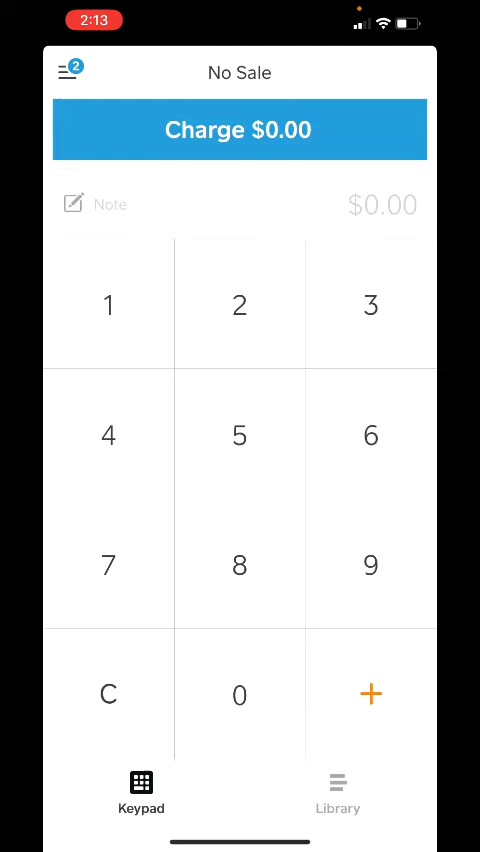 2:13
2
No Sale
Charge $0.00
Note
$0.00
1 2 3
4 5 6
7 8 9
C 0 +
Keypad
Library